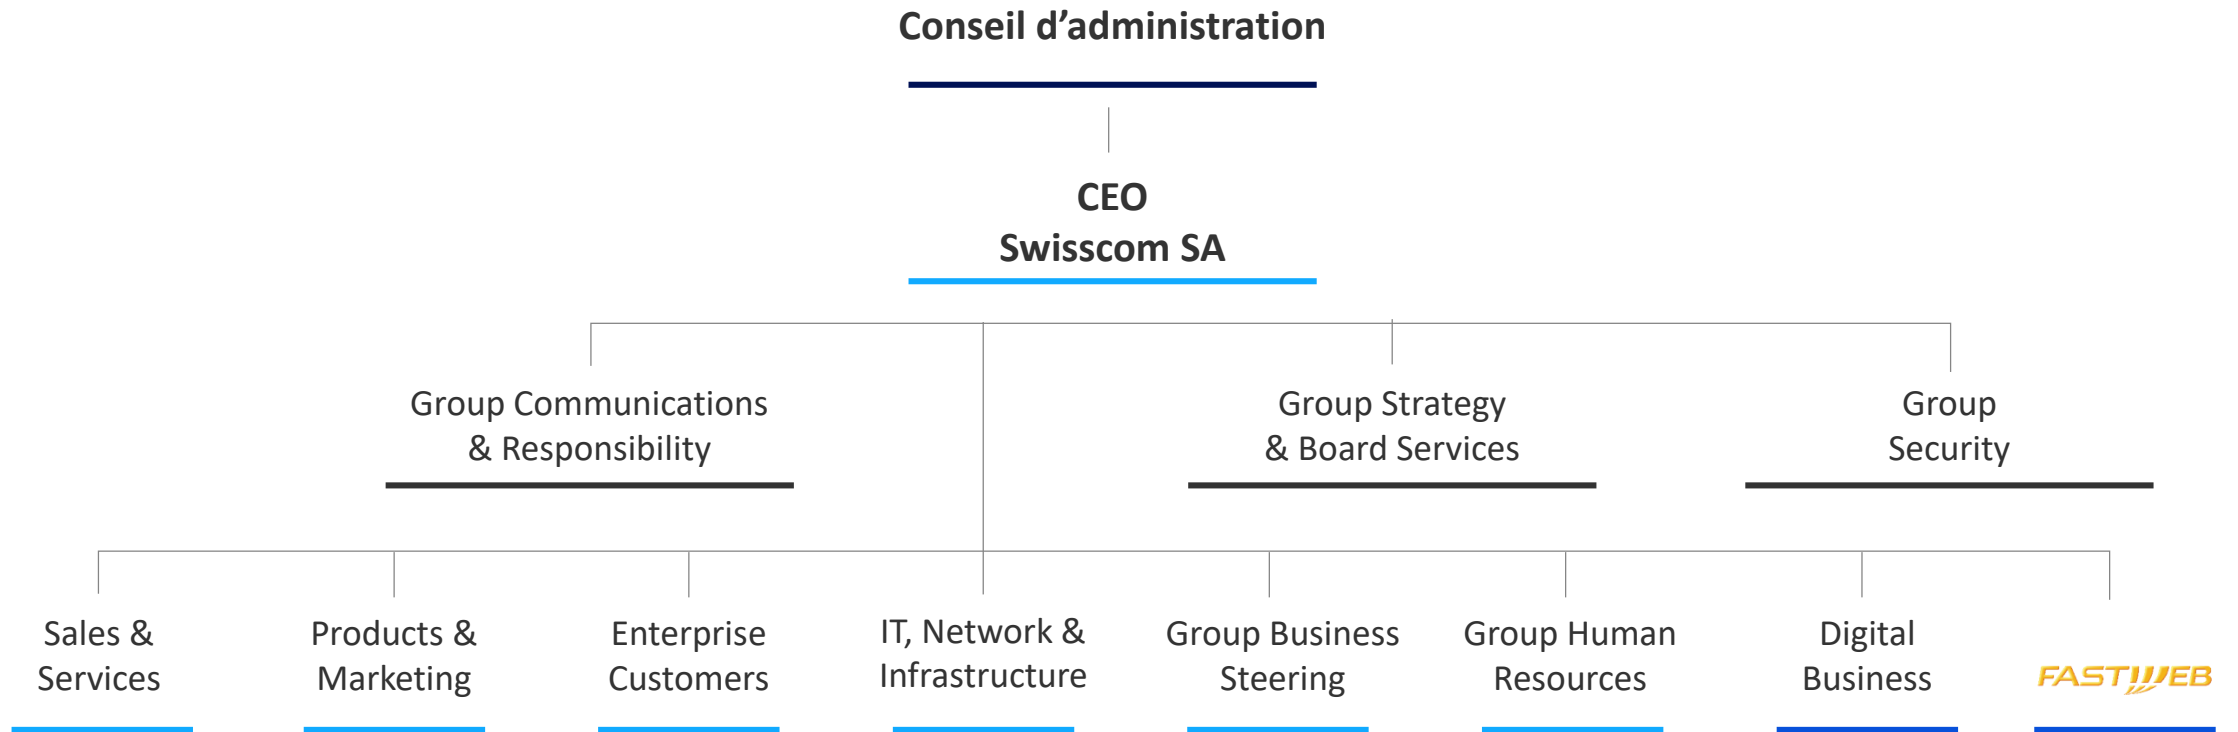 Conseil d’administration
CEO
Swisscom SA
Group Communications
& Responsibility
Group Strategy
& Board Services
Group
Security
Sales &
Services
Products &
Marketing
Enterprise
Customers
IT, Network &
Infrastructure
Group Business
Steering
Group Human
Resources
Digital
Business
FASTWEB